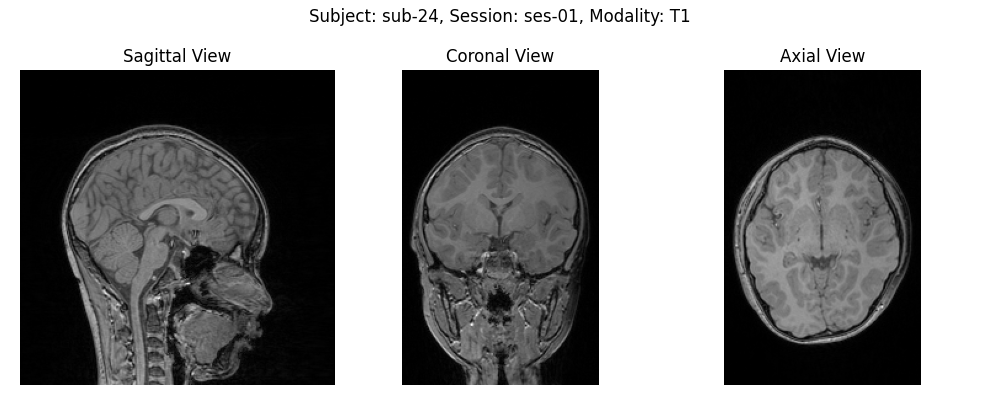 Subject: sub-24, Session: ses-01, Modality: T1
Sagittal View
Coronal View
Axial View